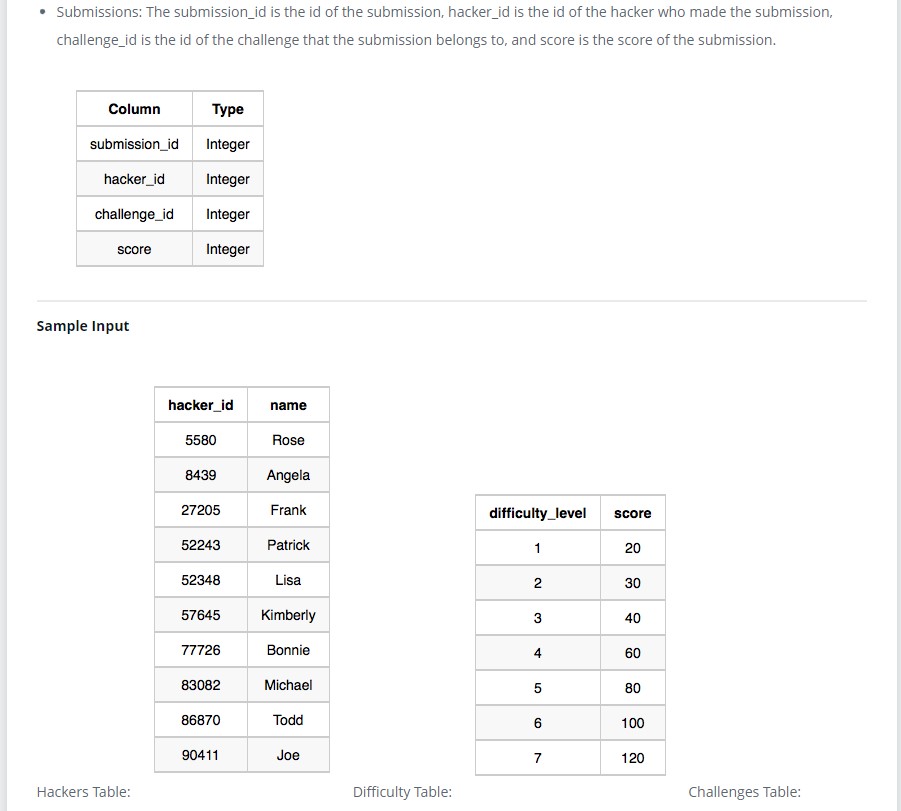 • Submissions: The submission_id is the id of the submission, hacker_id is the id of the hacker who made the submission,
challenge_id is the id of the challenge that the submission belongs to, and score is the score of the submission.
Column Type
submission_id Integer
hacker_id Integer
challenge_id Integer
score Integer
Sample Input
hacker_id name
5580 Rose
8439 Angela
27205 Frank
52243 Patrick
52348 Lisa
57645 Kimberly
77726 Bonnie
83082 Michael
86870 Todd
90411 Joe
difficulty_level score
1 20
2 30
3 40
4 60
5 80
6 100
7 120
Hackers Table: Difficulty Table: Challenges Table: